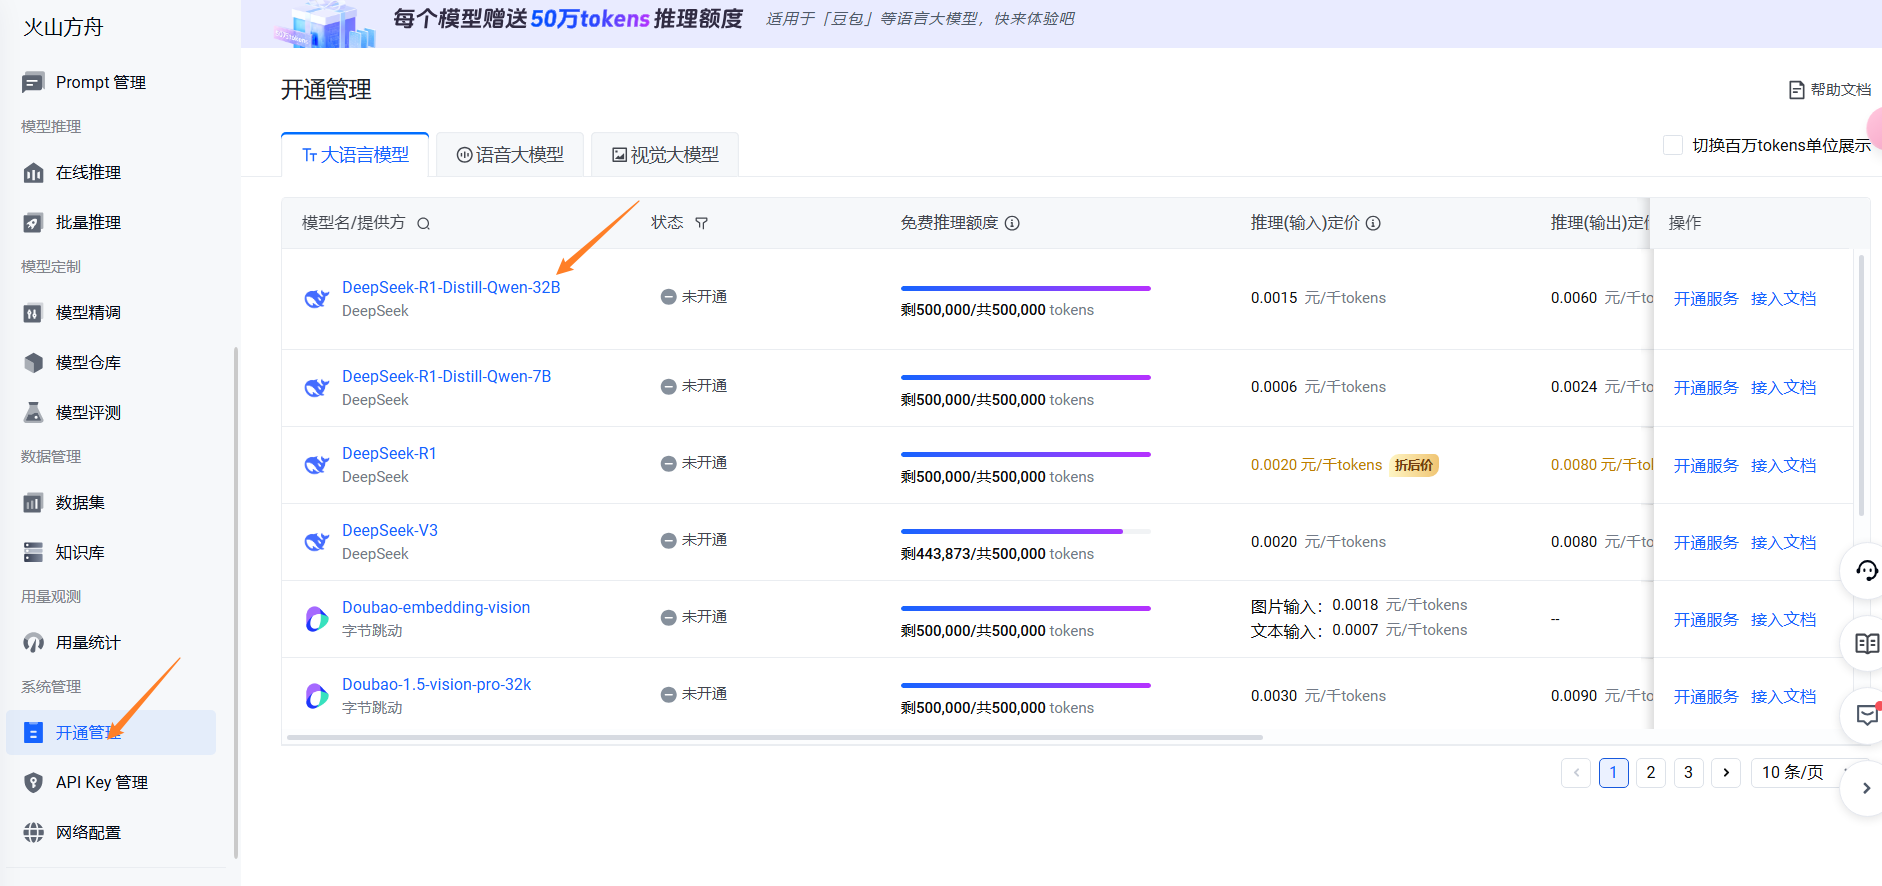 火山方舟
每个模型赠送 50万tokens 推理额度 适用于「豆包」等语言大模型，快来体验吧
Prompt 管理
模型推理
在线推理
批量推理
模型定制
模型精调
模型仓库
模型评测
数据管理
数据集
知识库
用量观测
用量统计
系统管理
开通管理
API Key 管理
网络配置
开通管理
帮助文档
大语言模型 语音大模型 视觉大模型
切换百万tokens单位展示
模型名/提供方 状态 免费推理额度 推理(输入)定价 推理(输出)定 操作
DeepSeek-R1-Distill-Qwen-32B
DeepSeek
未开通
剩500,000/共500,000 tokens
0.0015 元/千tokens
0.0060 元/千to
开通服务 接入文档
DeepSeek-R1-Distill-Qwen-7B
DeepSeek
未开通
剩500,000/共500,000 tokens
0.0006 元/千tokens
0.0024 元/千to
开通服务 接入文档
DeepSeek-R1
DeepSeek
未开通
剩500,000/共500,000 tokens
0.0020 元/千tokens 折后价
0.0080 元/千to
开通服务 接入文档
DeepSeek-V3
DeepSeek
未开通
剩443,873/共500,000 tokens
0.0020 元/千tokens
0.0080 元/千to
开通服务 接入文档
Doubao-embedding-vision
字节跳动
未开通
剩500,000/共500,000 tokens
图片输入： 0.0018 元/千tokens
文本输入： 0.0007 元/千tokens
--
开通服务 接入文档
Doubao-1.5-vision-pro-32k
字节跳动
未开通
剩500,000/共500,000 tokens
0.0030 元/千tokens
0.0090 元/千to
开通服务 接入文档
1 2 3 10 条/页